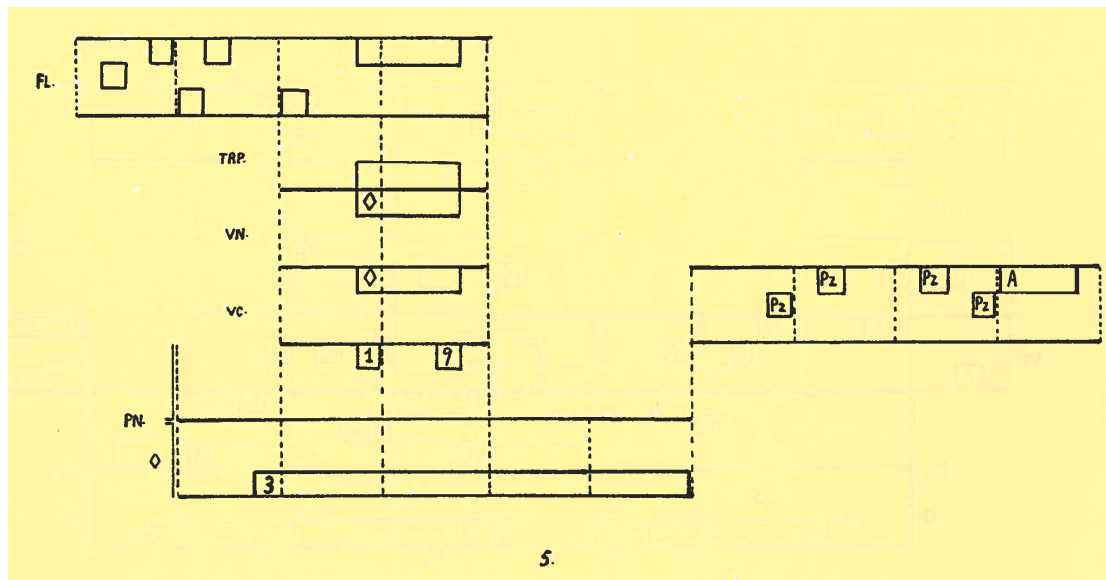 FL.
TRP.
◊
VN.
◊ Pz Pz A
VC. Pz Pz
1 9
PN.
◊
3
5.